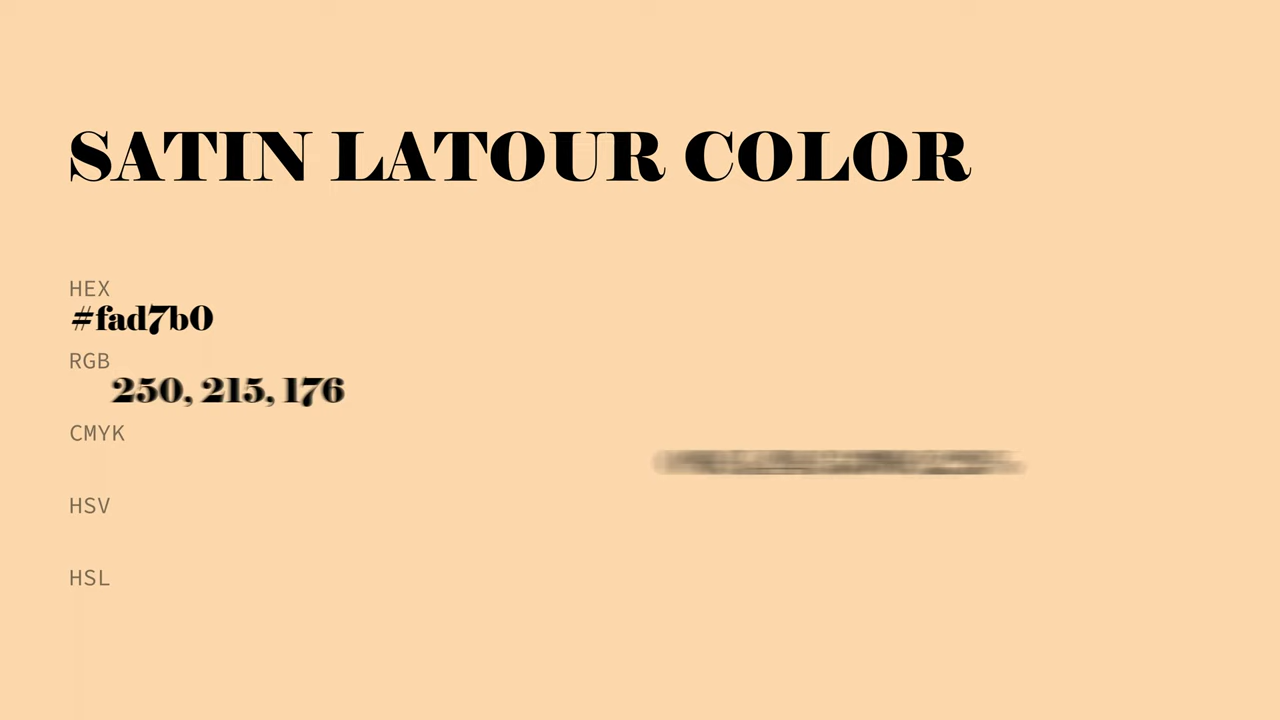 SATIN LATOUR COLOR
HEX
#fad7b0
RGB
250, 215, 176
CMYK
HSV
HSL